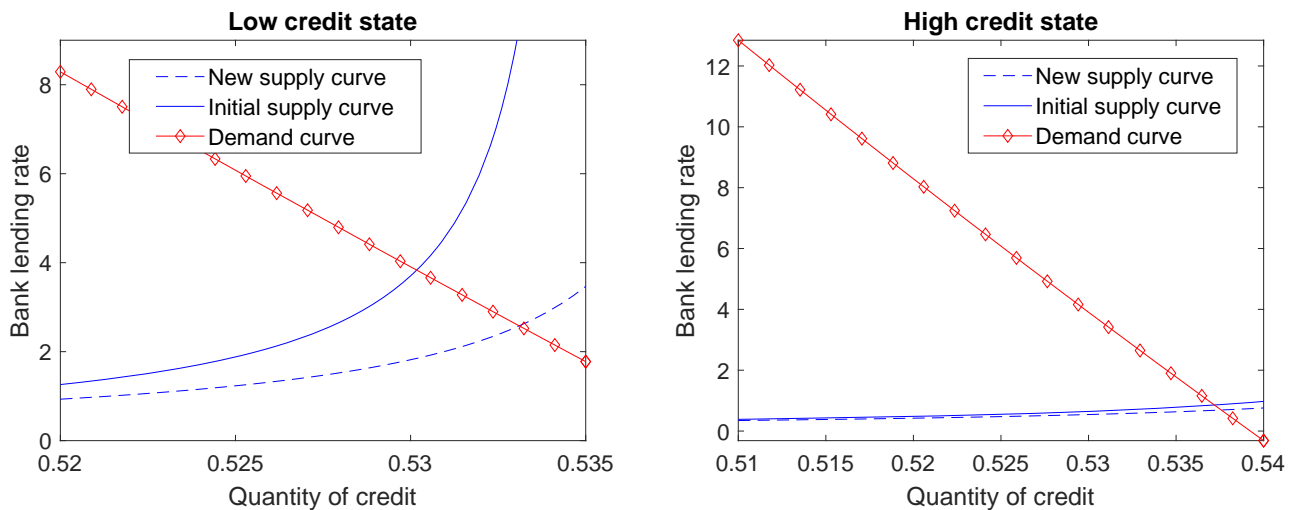 Low credit state
New supply curve
Initial supply curve
Demand curve
8
6
4
2
0
0.52
0.525
0.53
0.535
Bank lending rate
Quantity of credit
High credit state
New supply curve
Initial supply curve
Demand curve
12
10
8
6
4
2
0
0.51
0.515
0.52
0.525
0.53
0.535
0.54
Bank lending rate
Quantity of credit